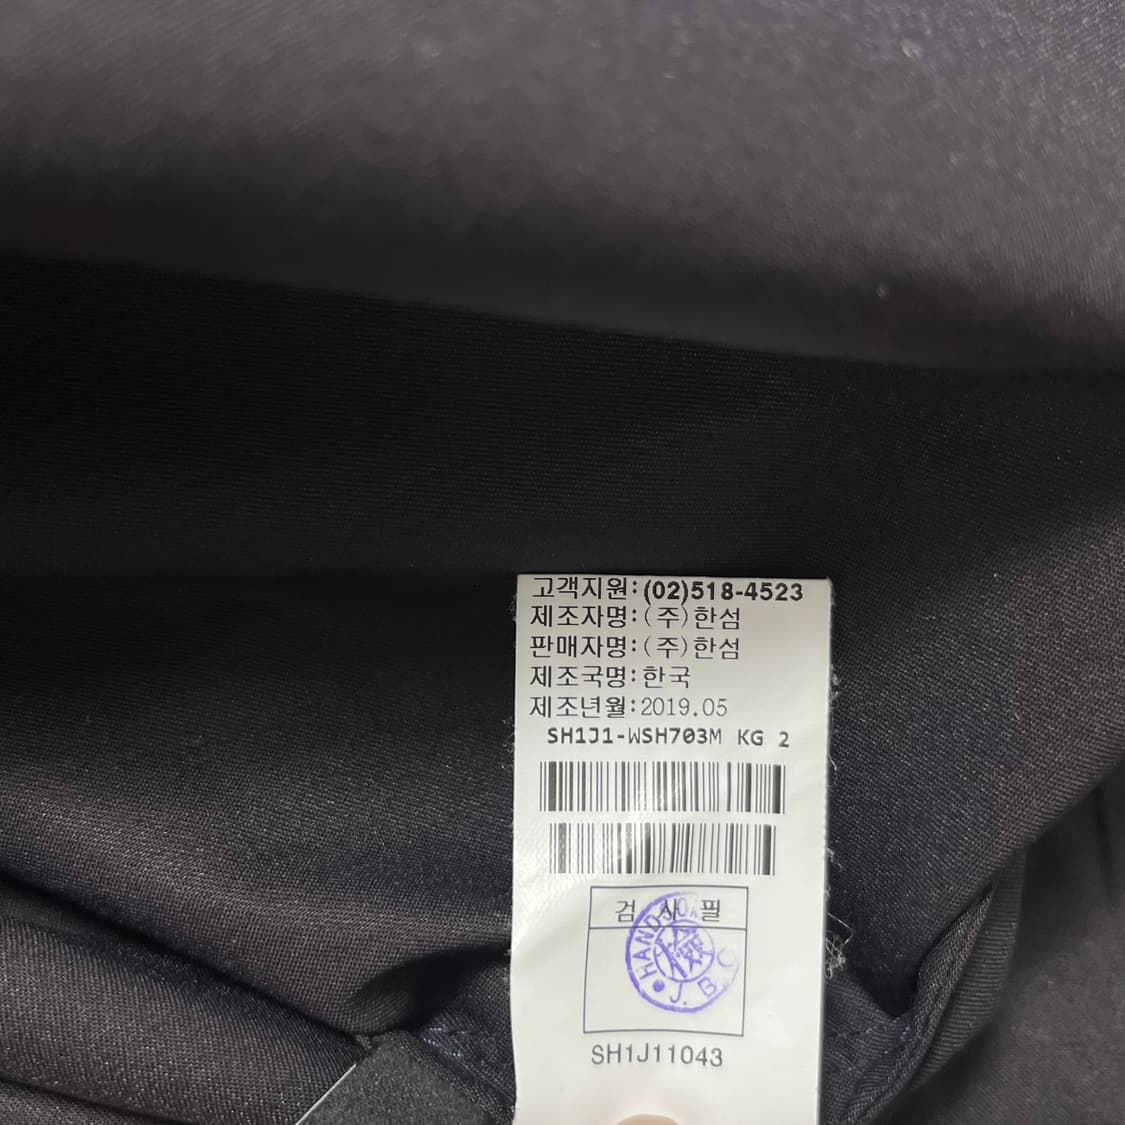 고객지원:(02)518-4523
제조자명:(주)한섬
판매자명:(주)한섬
제조국명:한국
제조년월:2019.05
SH1J1-WSH703M KG 2
검 사 필
HANDSOME
J.B.
SH1J11043